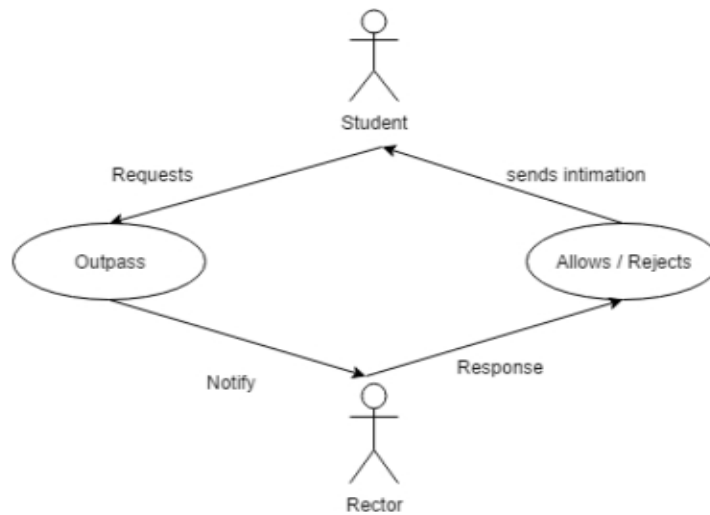 Student
Requests
sends intimation
Outpass
Allows / Rejects
Notify
Response
Rector